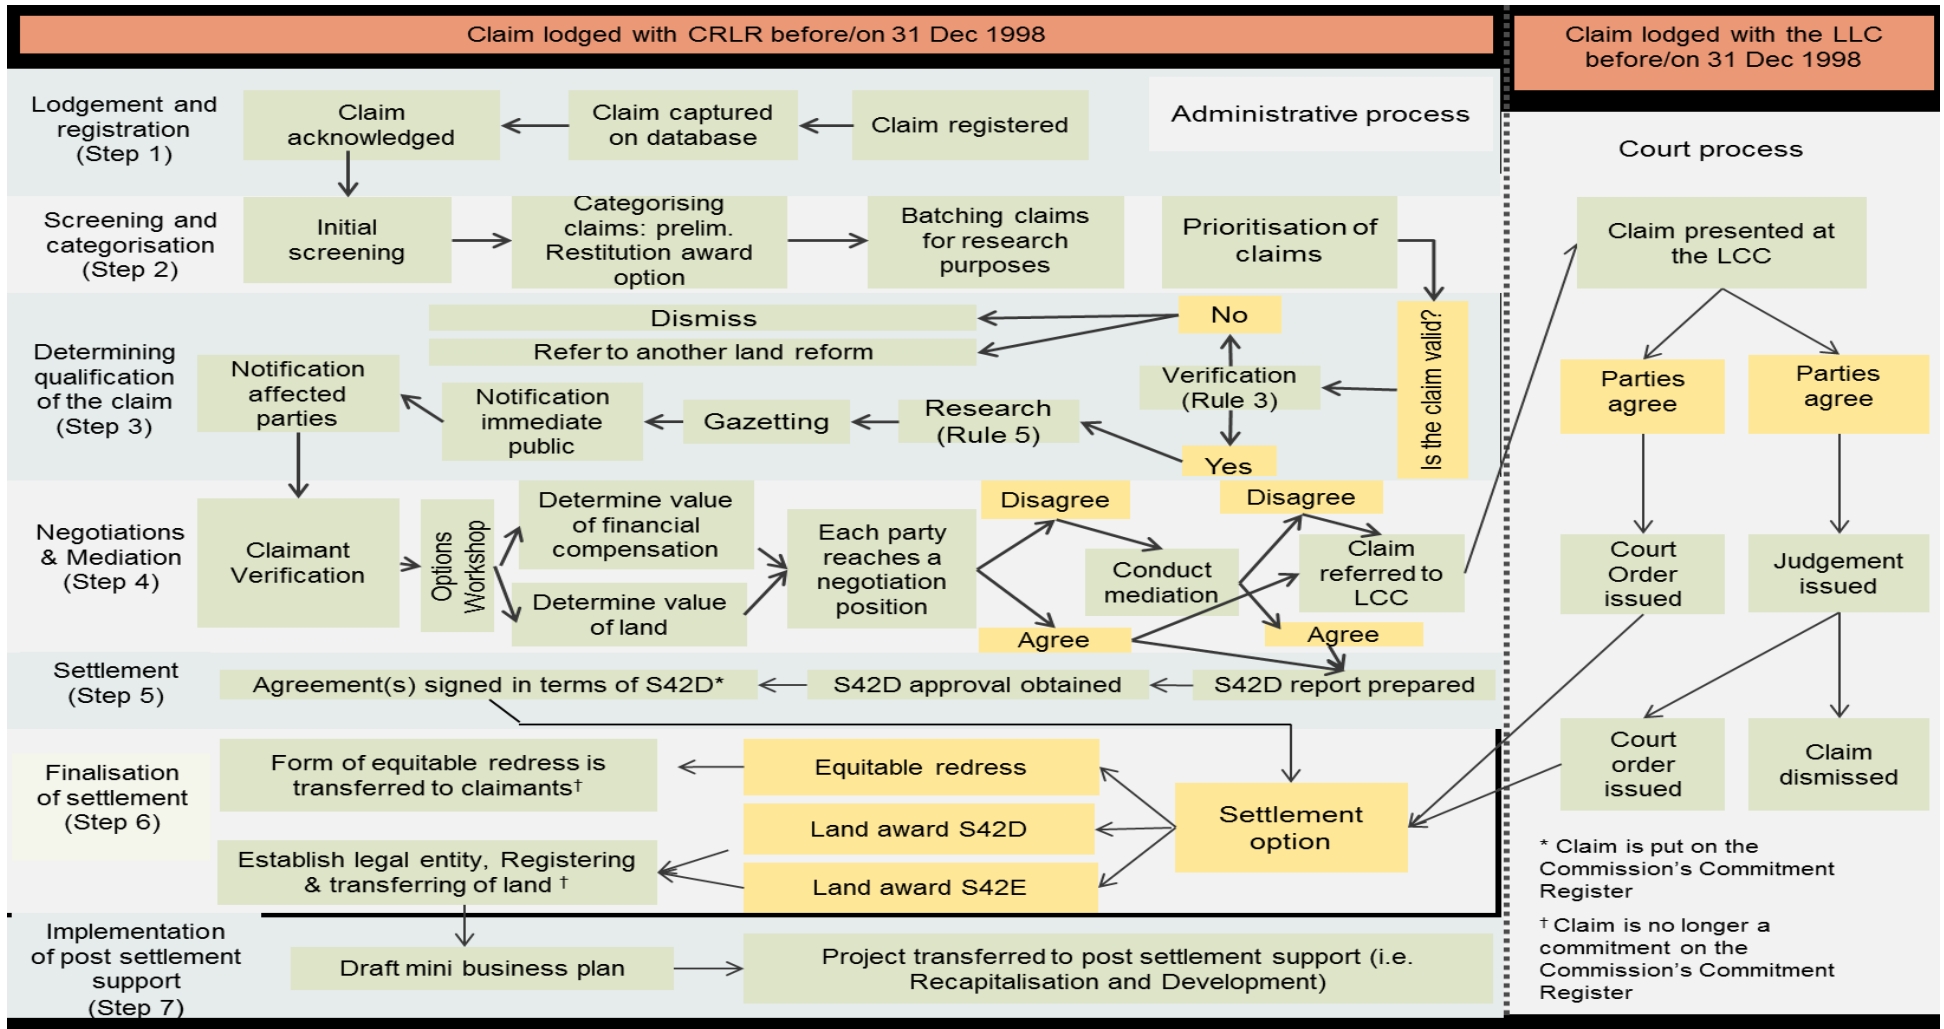 Claim lodged with CRLR before/on 31 Dec 1998
Claim lodged with the LLC
before/on 31 Dec 1998
Lodgement and
registration
(Step 1)
Claim
acknowledged
Claim captured
on database
Claim registered
Administrative process
Court process
Screening and
categorisation
(Step 2)
Initial
screening
Categorising
claims: prelim.
Restitution award
option
Batching claims
for research
purposes
Prioritisation of
claims
Claim presented at
the LCC
Determining
qualification
of the claim
(Step 3)
Dismiss
Refer to another land reform
No
Is the claim valid?
Notification
affected
parties
Notification
immediate
public
Gazetting
Research
(Rule 5)
Verification
(Rule 3)
Yes
Parties
agree
Parties
agree
Negotiations
& Mediation
(Step 4)
Claimant
Verification
Options
Workshop
Determine value
of financial
compensation
Determine value
of land
Each party
reaches a
negotiation
position
Disagree
Agree
Conduct
mediation
Disagree
Agree
Claim
referred to
LCC
Court
Order
issued
Judgement
issued
Settlement
(Step 5)
Agreement(s) signed in terms of S42D*
S42D approval obtained
S42D report prepared
Finalisation
of settlement
(Step 6)
Form of equitable redress is
transferred to claimants†
Equitable redress
Land award S42D
Land award S42E
Settlement
option
Establish legal entity, Registering
& transferring of land †
Court
order
issued
Claim
dismissed
Implementation
of post settlement
support
(Step 7)
Draft mini business plan
Project transferred to post settlement support (i.e.
Recapitalisation and Development)
* Claim is put on the
Commission's Commitment
Register
† Claim is no longer a
commitment on the
Commission's Commitment
Register